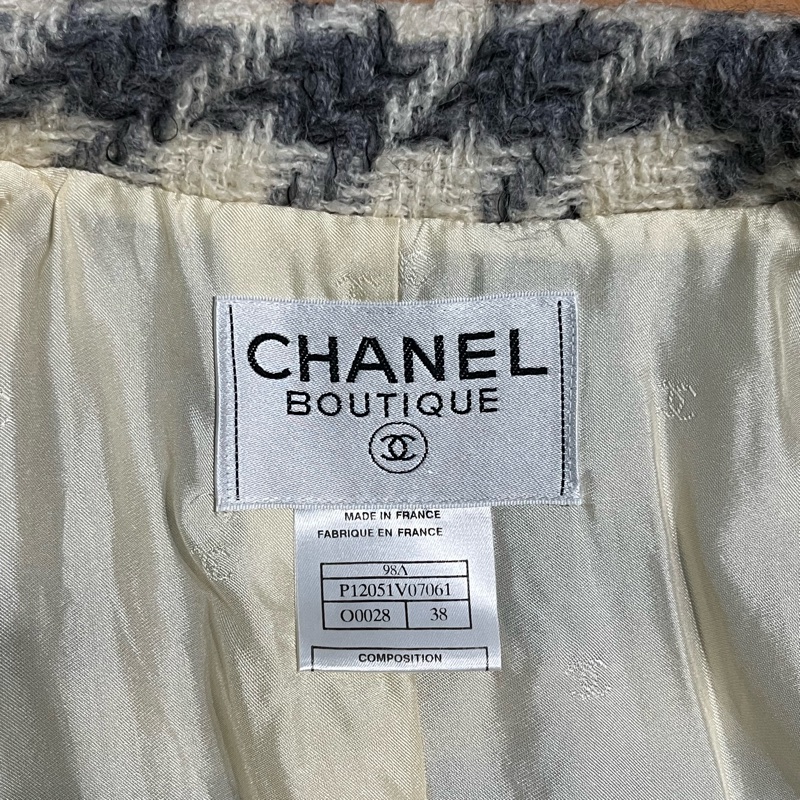 CHANEL
BOUTIQUE
MADE IN FRANCE
FABRIQUE EN FRANCE
98A
P12051V07061
O0028 38
COMPOSITION